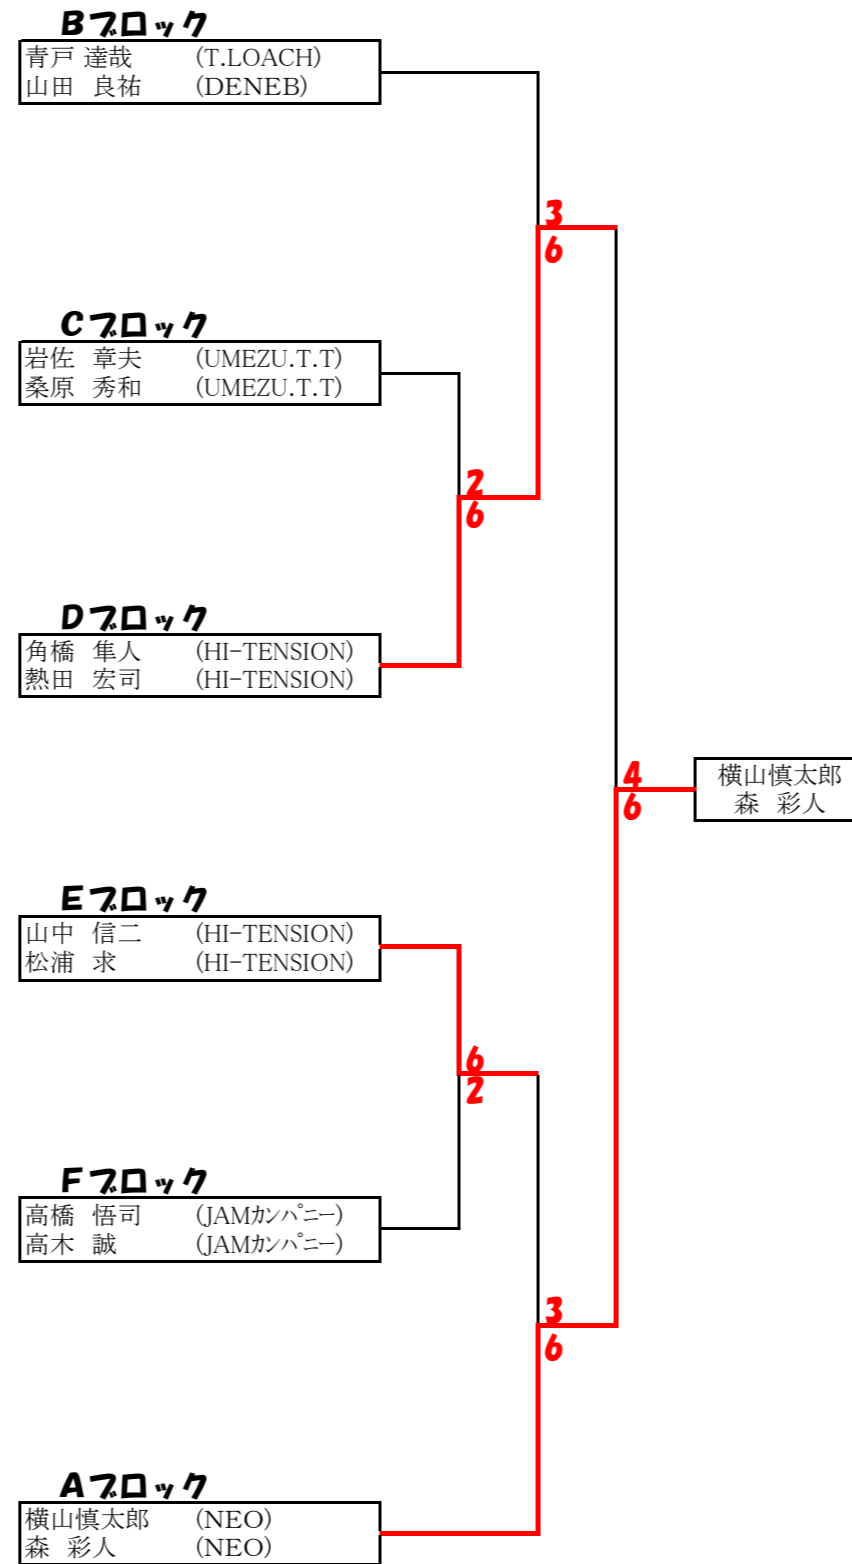 Bブロック
青戸 達哉 (T.LOACH)
山田 良祐 (DENEB)
3
6
Cブロック
岩佐 章夫 (UMEZU.T.T)
桑原 秀和 (UMEZU.T.T)
2
6
Dブロック
角橋 隼人 (HI-TENSION)
熱田 宏司 (HI-TENSION)
4
6
横山慎太郎
森 彩人
Eブロック
山中 信二 (HI-TENSION)
松浦 求 (HI-TENSION)
6
2
Fブロック
高橋 悟司 (JAMｶﾝﾊﾟﾆｰ)
高木 誠 (JAMｶﾝﾊﾟﾆｰ)
3
6
Aブロック
横山慎太郎 (NEO)
森 彩人 (NEO)